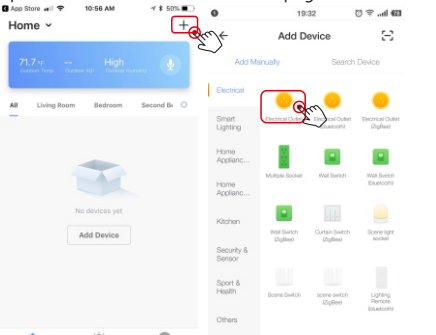 App Store
10:56 AM
50%
Home
71.7 °F
--
High
Outdoor Temp
Outdoor Humidity
All
Living Room
Bedroom
No devices yet
Add Device
19:32
Add Device
Add Manually
Search Device
Electrical
Smart
Lighting
Home
Applianc...
Home
Applianc...
Kitchen
Security &
Sensor
Sport &
Health
Others
Electrical Outlet
Electrical Outlet
(bluetooth)
Electrical Outlet
(ZigBee)
Multiple Socket
Wall Switch
Wall Switch
(bluetooth)
Wall Switch
(ZigBee)
Curtain Switch
(ZigBee)
Scene light
socket
Scene Switch
scene switch
(ZigBee)
Lighting
Remote
(bluetooth)